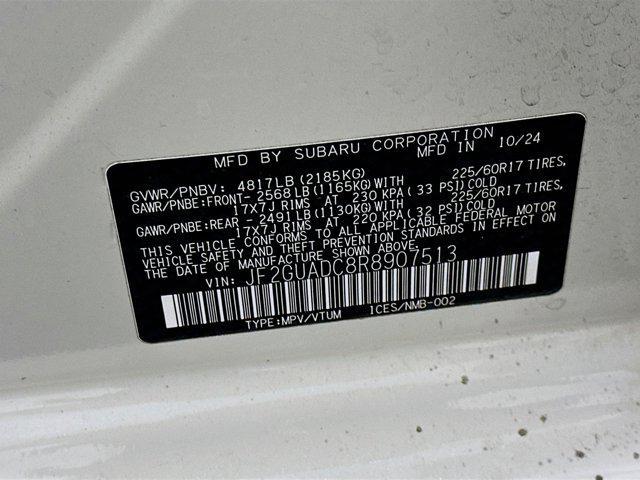 MFD BY SUBARU CORPORATION
MFD IN 10/24
GVWR/PNBV: 4817LB (2185KG)
GAWR/PNBE:FRONT- 2568LB(1165KG)WITH 225/60R17 TIRES,
17X7J RIMS AT 230 KPA( 33 PSI)COLD
GAWR/PNBE:REAR -2491LB(1130KG)WITH 225/60R17 TIRES,
17X7J RIMS AT 220 KPA( 32 PSI)COLD
THIS VEHICLE CONFORMS TO ALL APPLICABLE FEDERAL MOTOR
VEHICLE SAFETY AND THEFT PREVENTION STANDARDS IN EFFECT ON
THE DATE OF MANUFACTURE SHOWN ABOVE.
VIN: JF2GUADC8R8907513
TYPE:MPV/VTUM ICES/NMB-002